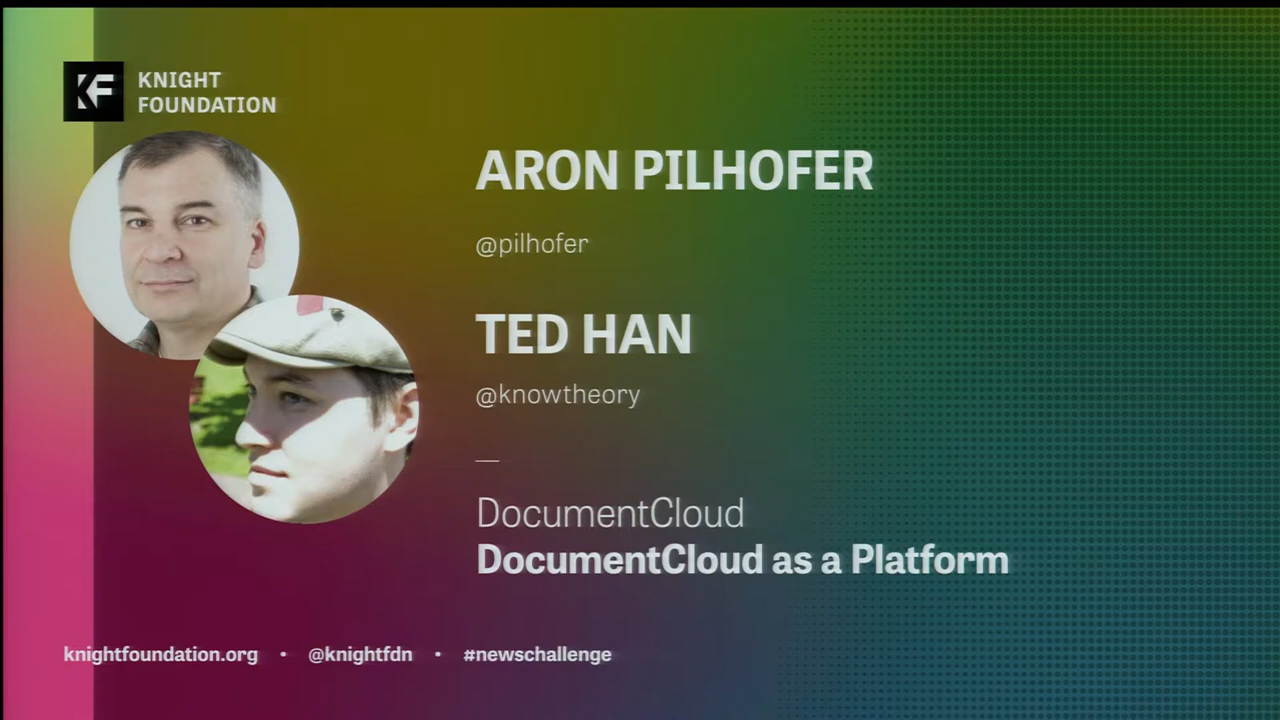 KNIGHT
FOUNDATION
ARON PILHOFER
@pilhofer
TED HAN
@knowtheory
DocumentCloud
DocumentCloud as a Platform
knightfoundation.org • @knightfdn • #newschallenge